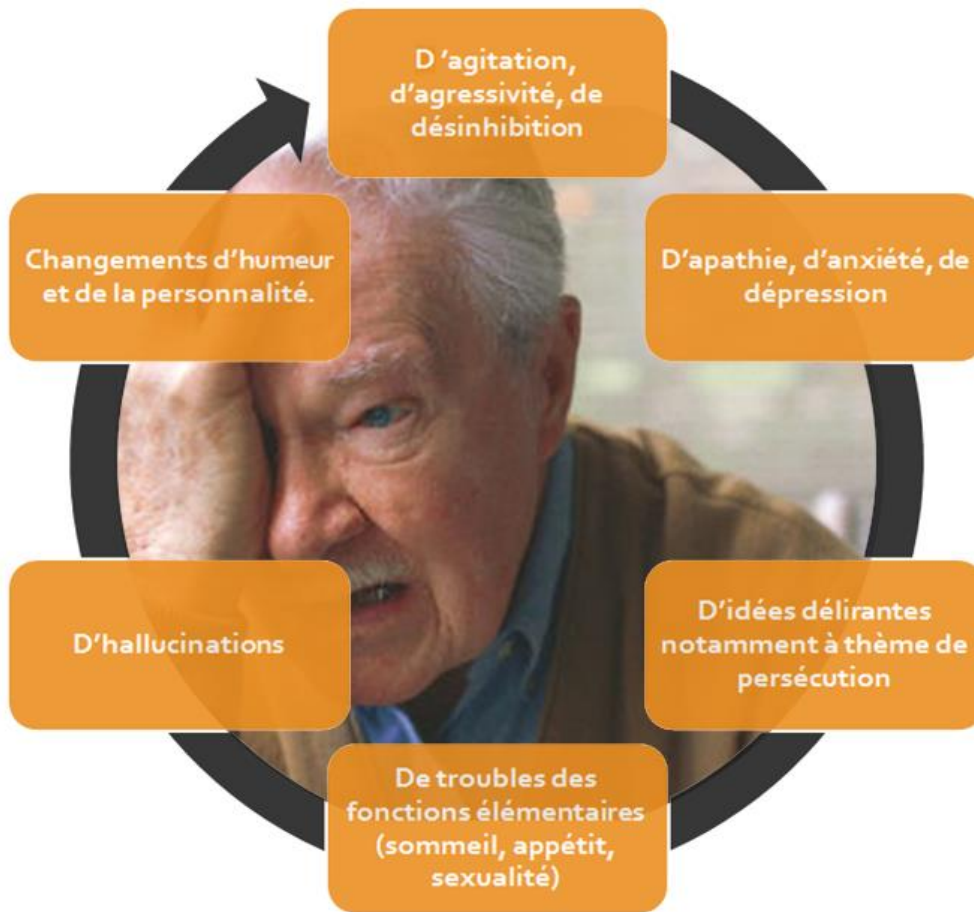 D 'agitation,
d'agressivité, de
désinhibition
D'apathie, d'anxiété, de
dépression
D'idées délirantes
notamment à thème de
persécution
De troubles des
fonctions élémentaires
(sommeil, appétit,
sexualité)
D'hallucinations
Changements d'humeur
et de la personnalité.